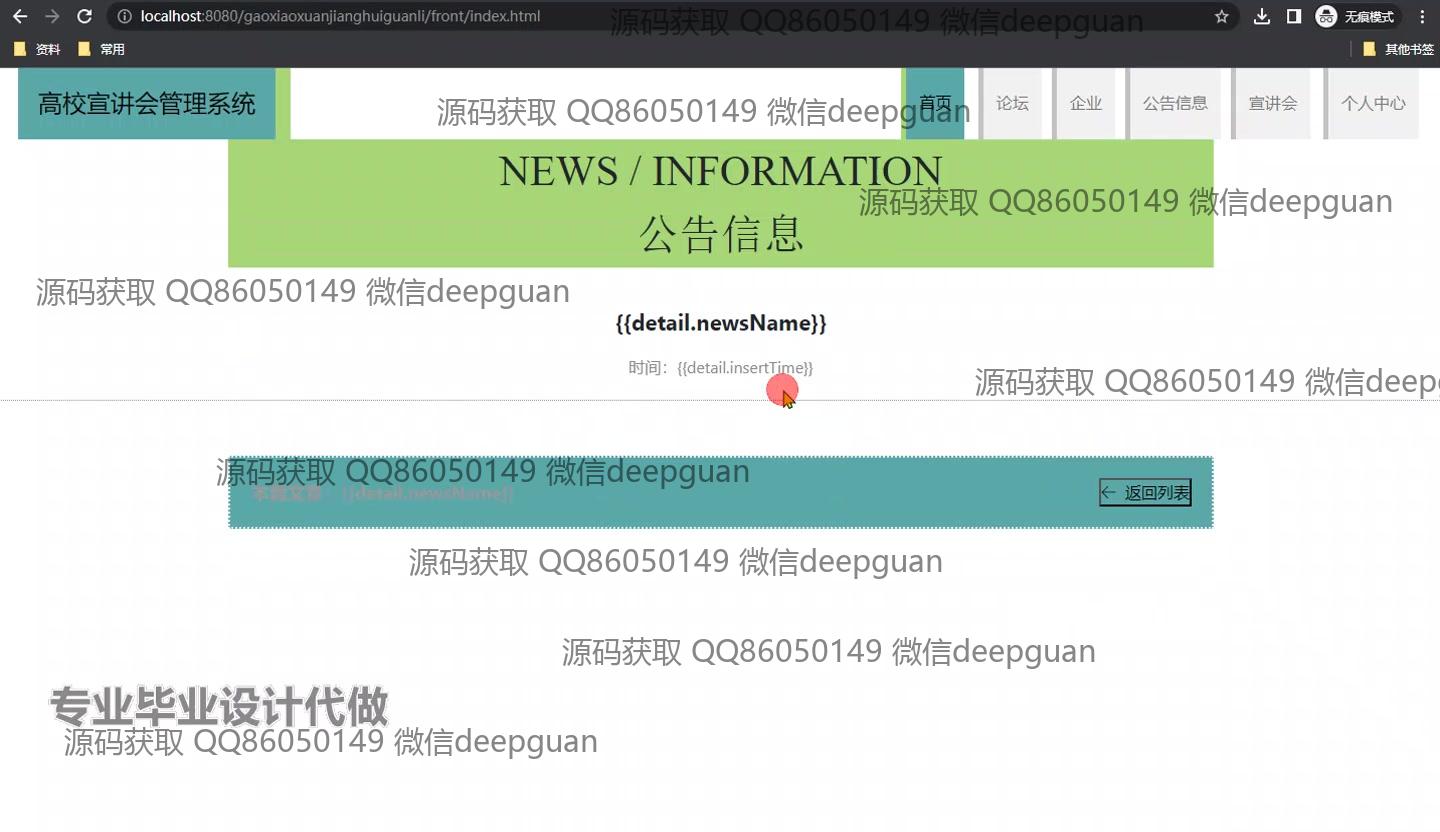 localhost:8080/gaoxiaoxuanjianghuiguanli/front/index.html
无痕模式
资料 常用 其他书签
源码获取 QQ86050149 微信deepguan
高校宣讲会管理系统
首页 论坛 企业 公告信息 宣讲会 个人中心
源码获取 QQ86050149 微信deepguan
NEWS / INFORMATION
源码获取 QQ86050149 微信deepguan
公告信息
源码获取 QQ86050149 微信deepguan
{{detail.newsName}}
时间：{{detail.insertTime}}
源码获取 QQ86050149 微信deep
源码获取 QQ86050149 微信deepguan
本篇文章：{{detail.newsName}}
← 返回列表
源码获取 QQ86050149 微信deepguan
源码获取 QQ86050149 微信deepguan
专业毕业设计代做
源码获取 QQ86050149 微信deepguan